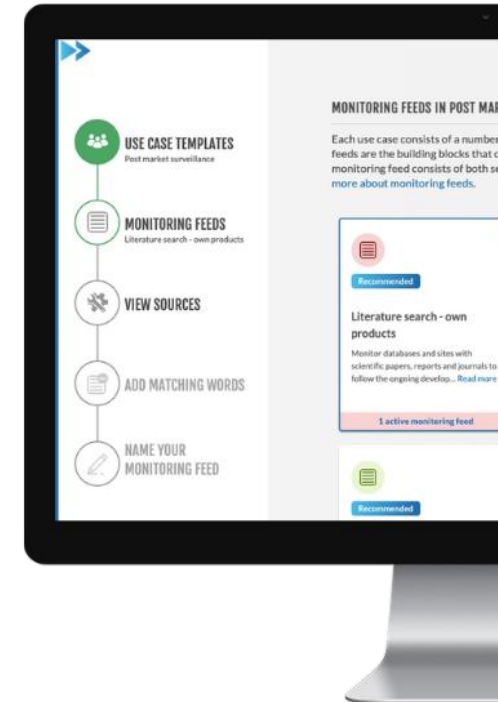 USE CASE TEMPLATES
Post market surveillance
MONITORING FEEDS
Literature search - own products
VIEW SOURCES
ADD MATCHING WORDS
NAME YOUR
MONITORING FEED
MONITORING FEEDS IN POST
Each use case consists of a number
feeds are the building blocks that
monitoring feed consists of both
more about monitoring feeds.
Recommended
Literature search - own
products
Monitor databases and sites with
scientific papers, reports and journals to
follow the ongoing develop... Read more
1 active monitoring feed
Recommended